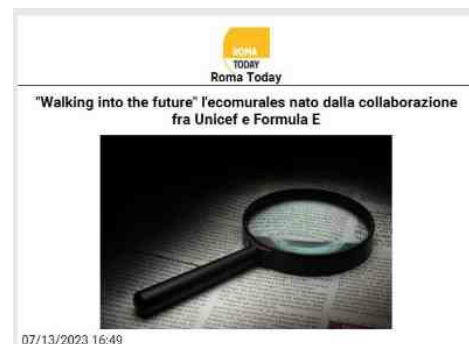 ROMA
TODAY
Roma Today
"Walking into the future" l'ecomurales nato dalla collaborazione
fra Unicef e Formula E
07/13/2023 16:49